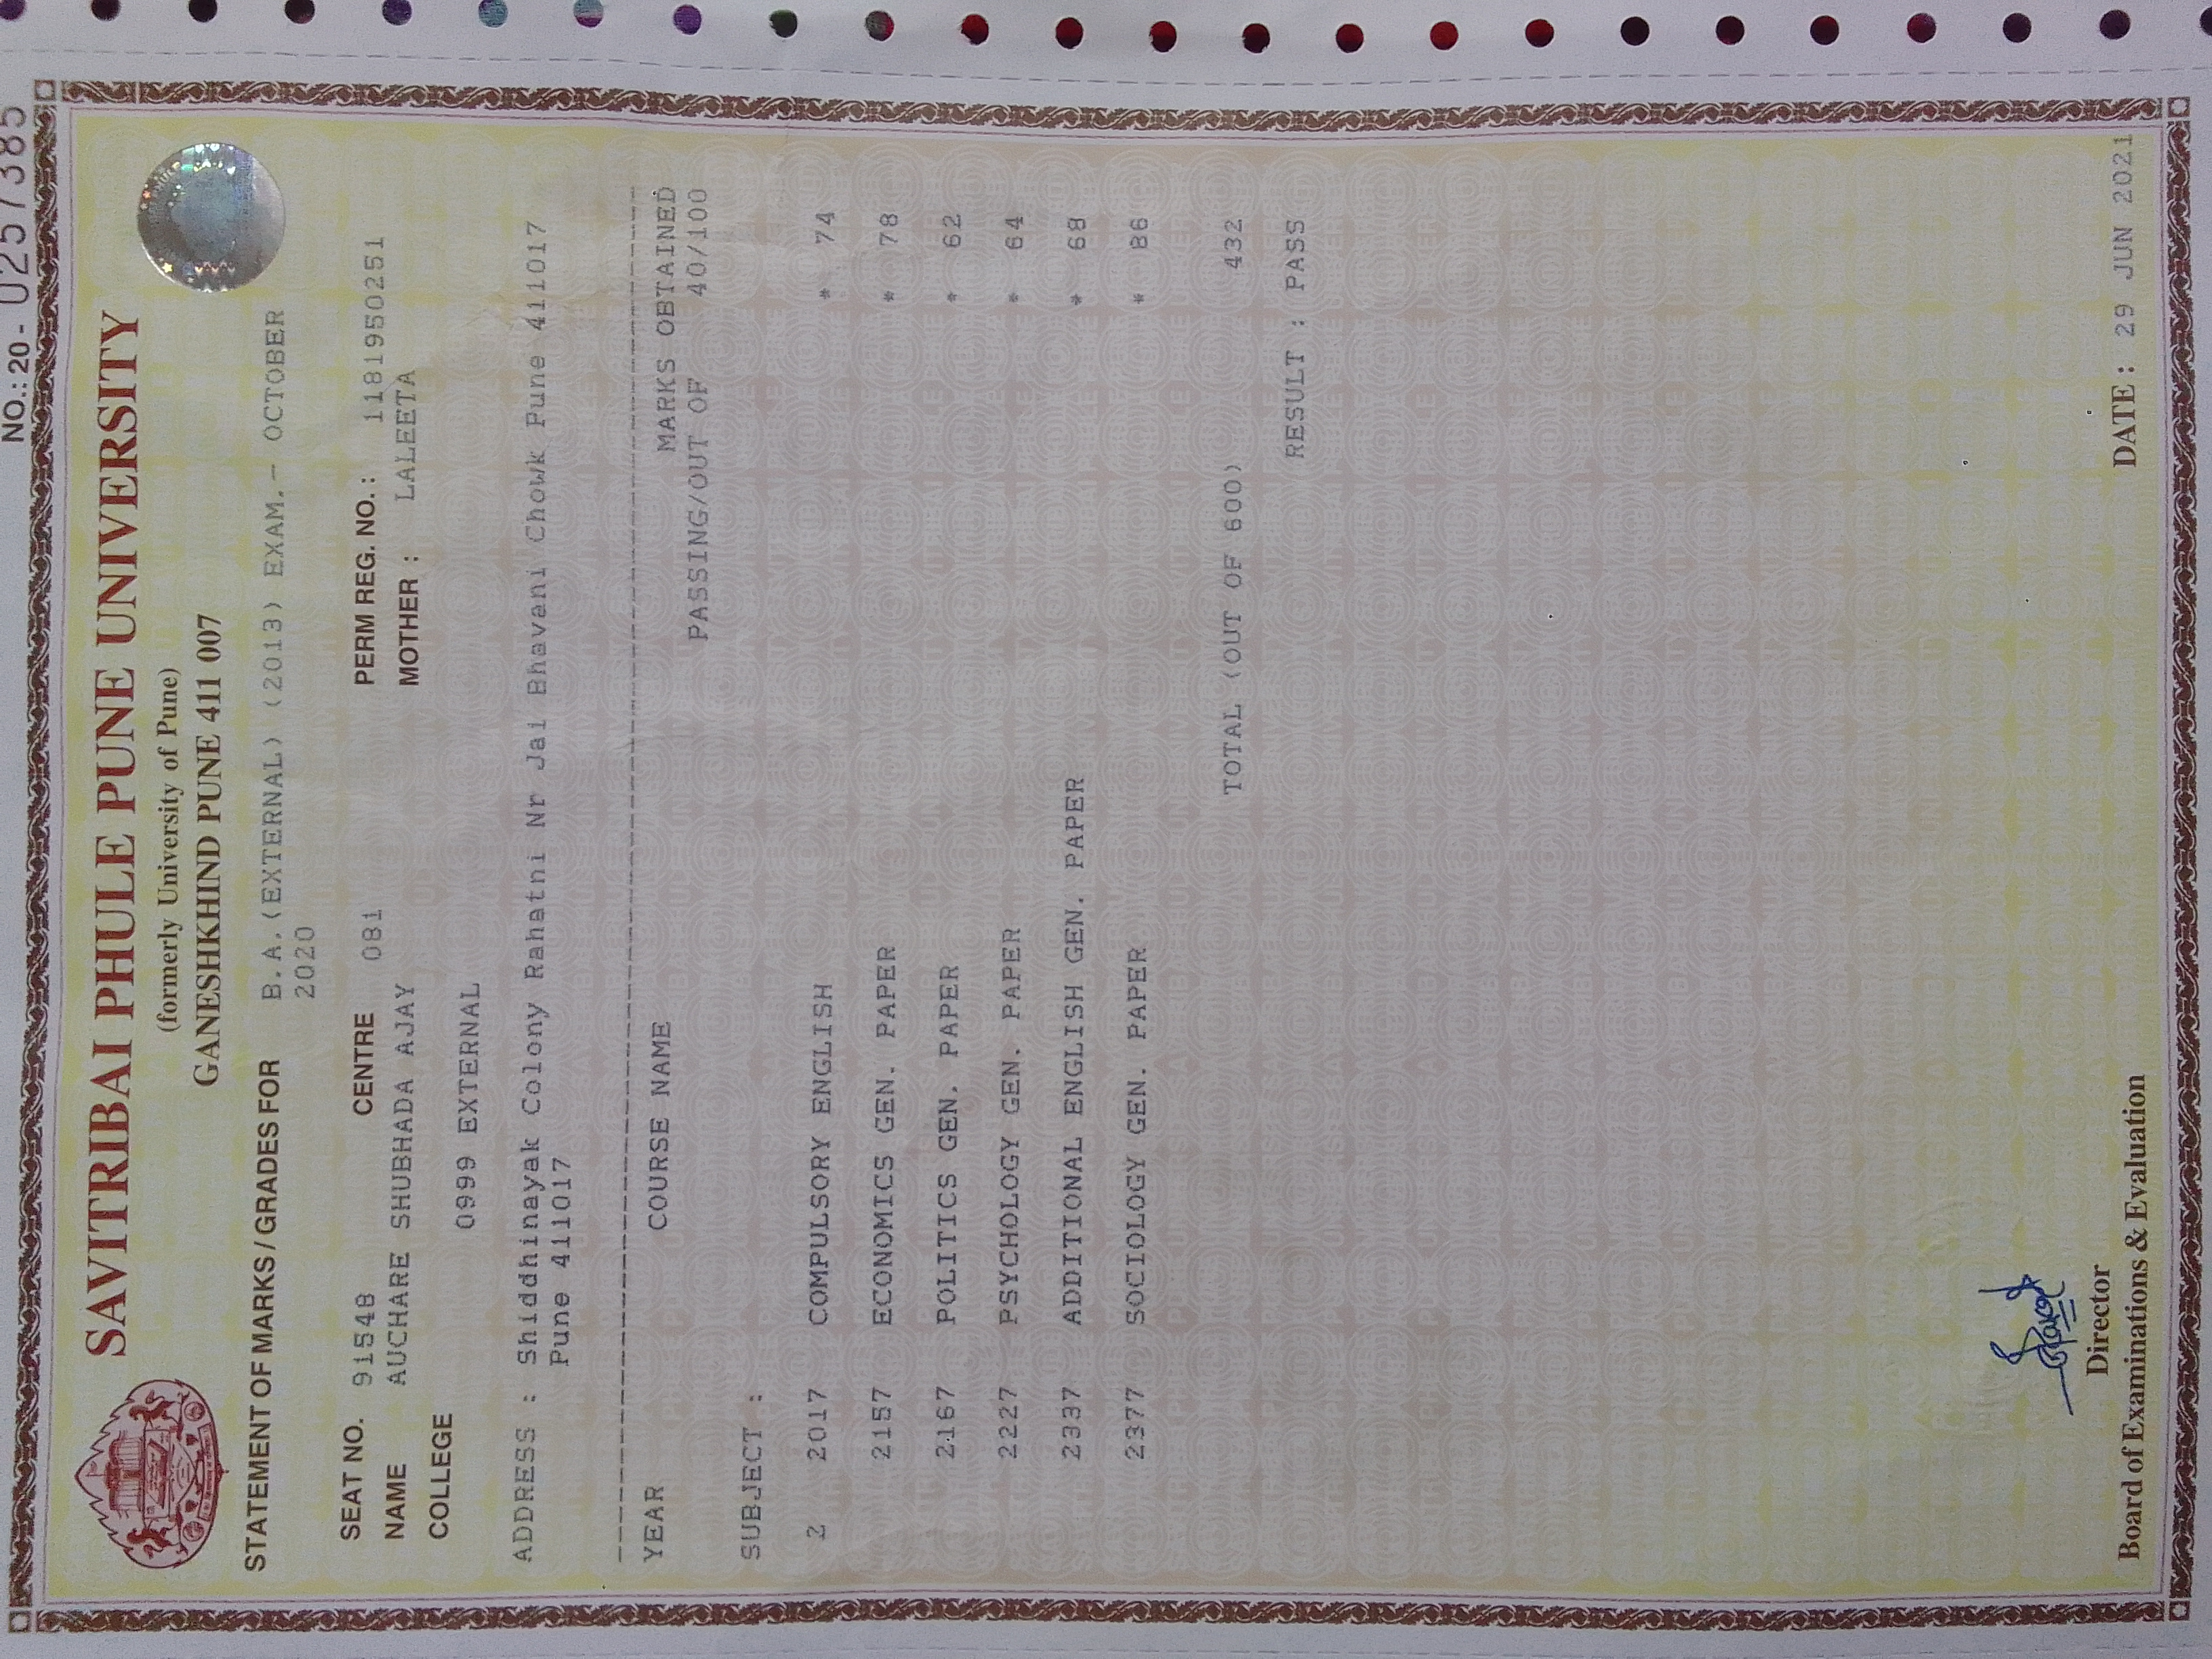 NO.: 20 - 0257385
SAVITRIBAI PHULE PUNE UNIVERSITY
(formerly University of Pune)
GANESHKHIND PUNE 411 007
STATEMENT OF MARKS/GRADES FOR B.A.(EXTERNAL) (2013) EXAM.- OCTOBER
2020
SEAT NO. 91548 CENTRE 081 PERM REG. NO. : 1181950251
NAME AUCHARE SHUBHADA AJAY MOTHER : LALEETA
COLLEGE 0999 EXTERNAL
ADDRESS : Shiddhinayak Colony Rahatni Nr Jai Bhavani Chowk Pune 411017
Pune 411017
YEAR COURSE NAME MARKS OBTAINED
PASSING/OUT OF 40/100
SUBJECT :
2 2017 COMPULSORY ENGLISH * 74
2157 ECONOMICS GEN. PAPER * 78
2167 POLITICS GEN. PAPER * 62
2227 PSYCHOLOGY GEN. PAPER * 64
2337 ADDITIONAL ENGLISH GEN. PAPER * 68
2377 SOCIOLOGY GEN. PAPER * 86
TOTAL (OUT OF 600) 432
RESULT : PASS
Director
Board of Examinations & Evaluation DATE : 29 JUN 2021